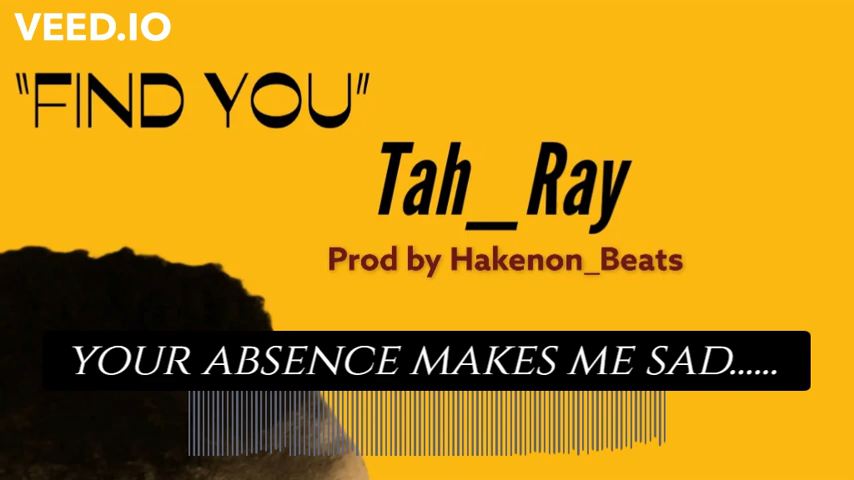 VEED.IO
"FIND YOU"
Tah_Ray
Prod by Hakenon_Beats
YOUR ABSENCE MAKES ME SAD......